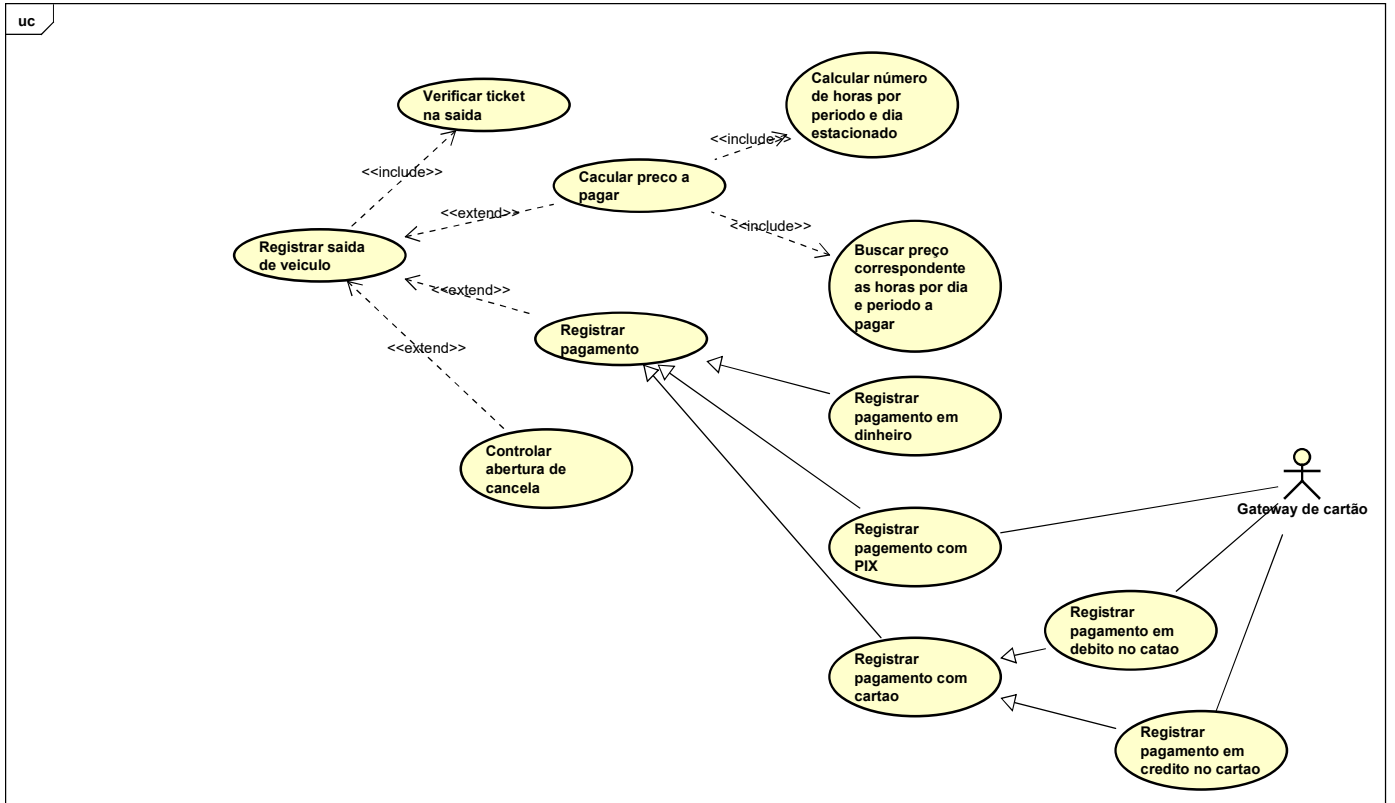 uc
Verificar ticket
na saida
Calcular número
de horas por
periodo e dia
estacionado
<<include>>
<<include>>
Cacular preco a
pagar
<<extend>>
<<include>>
Registrar saida
de veiculo
Buscar preço
correspondente
as horas por dia
e periodo a
pagar
<<extend>>
Registrar
pagamento
<<extend>>
Registrar
pagamento em
dinheiro
Controlar
abertura de
cancela
Gateway de cartão
Registrar
pagemento com
PIX
Registrar
pagamento em
debito no catao
Registrar
pagamento com
cartao
Registrar
pagamento em
credito no cartao